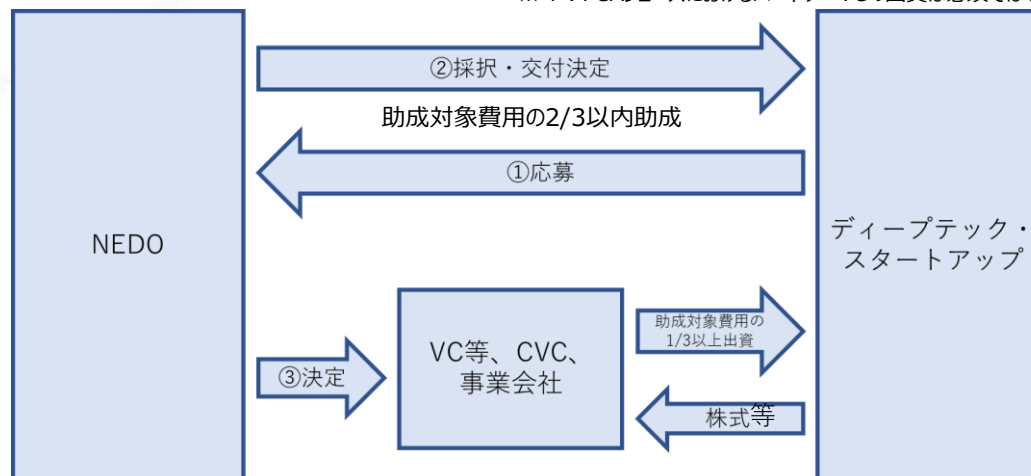 ②採択・交付決定
助成対象費用の2/3以内助成
①応募
NEDO
ディープテック・
スタートアップ
VC等、CVC、
事業会社
助成対象費用の
1/3以上出資
③決定
株式等